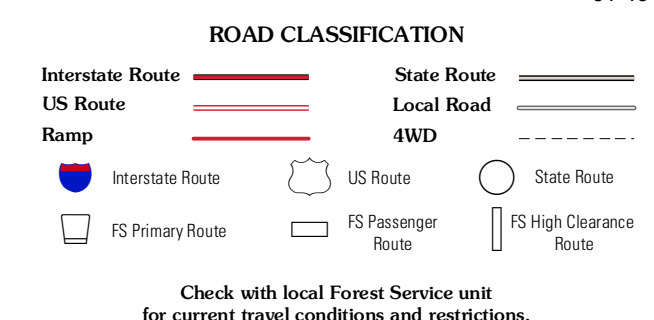 ROAD CLASSIFICATION
Interstate Route
State Route
US Route
Local Road
Ramp
4WD
Interstate Route
US Route
State Route
FS Primary Route
FS Passenger
Route
FS High Clearance
Route
Check with local Forest Service unit
for current travel conditions and restrictions.